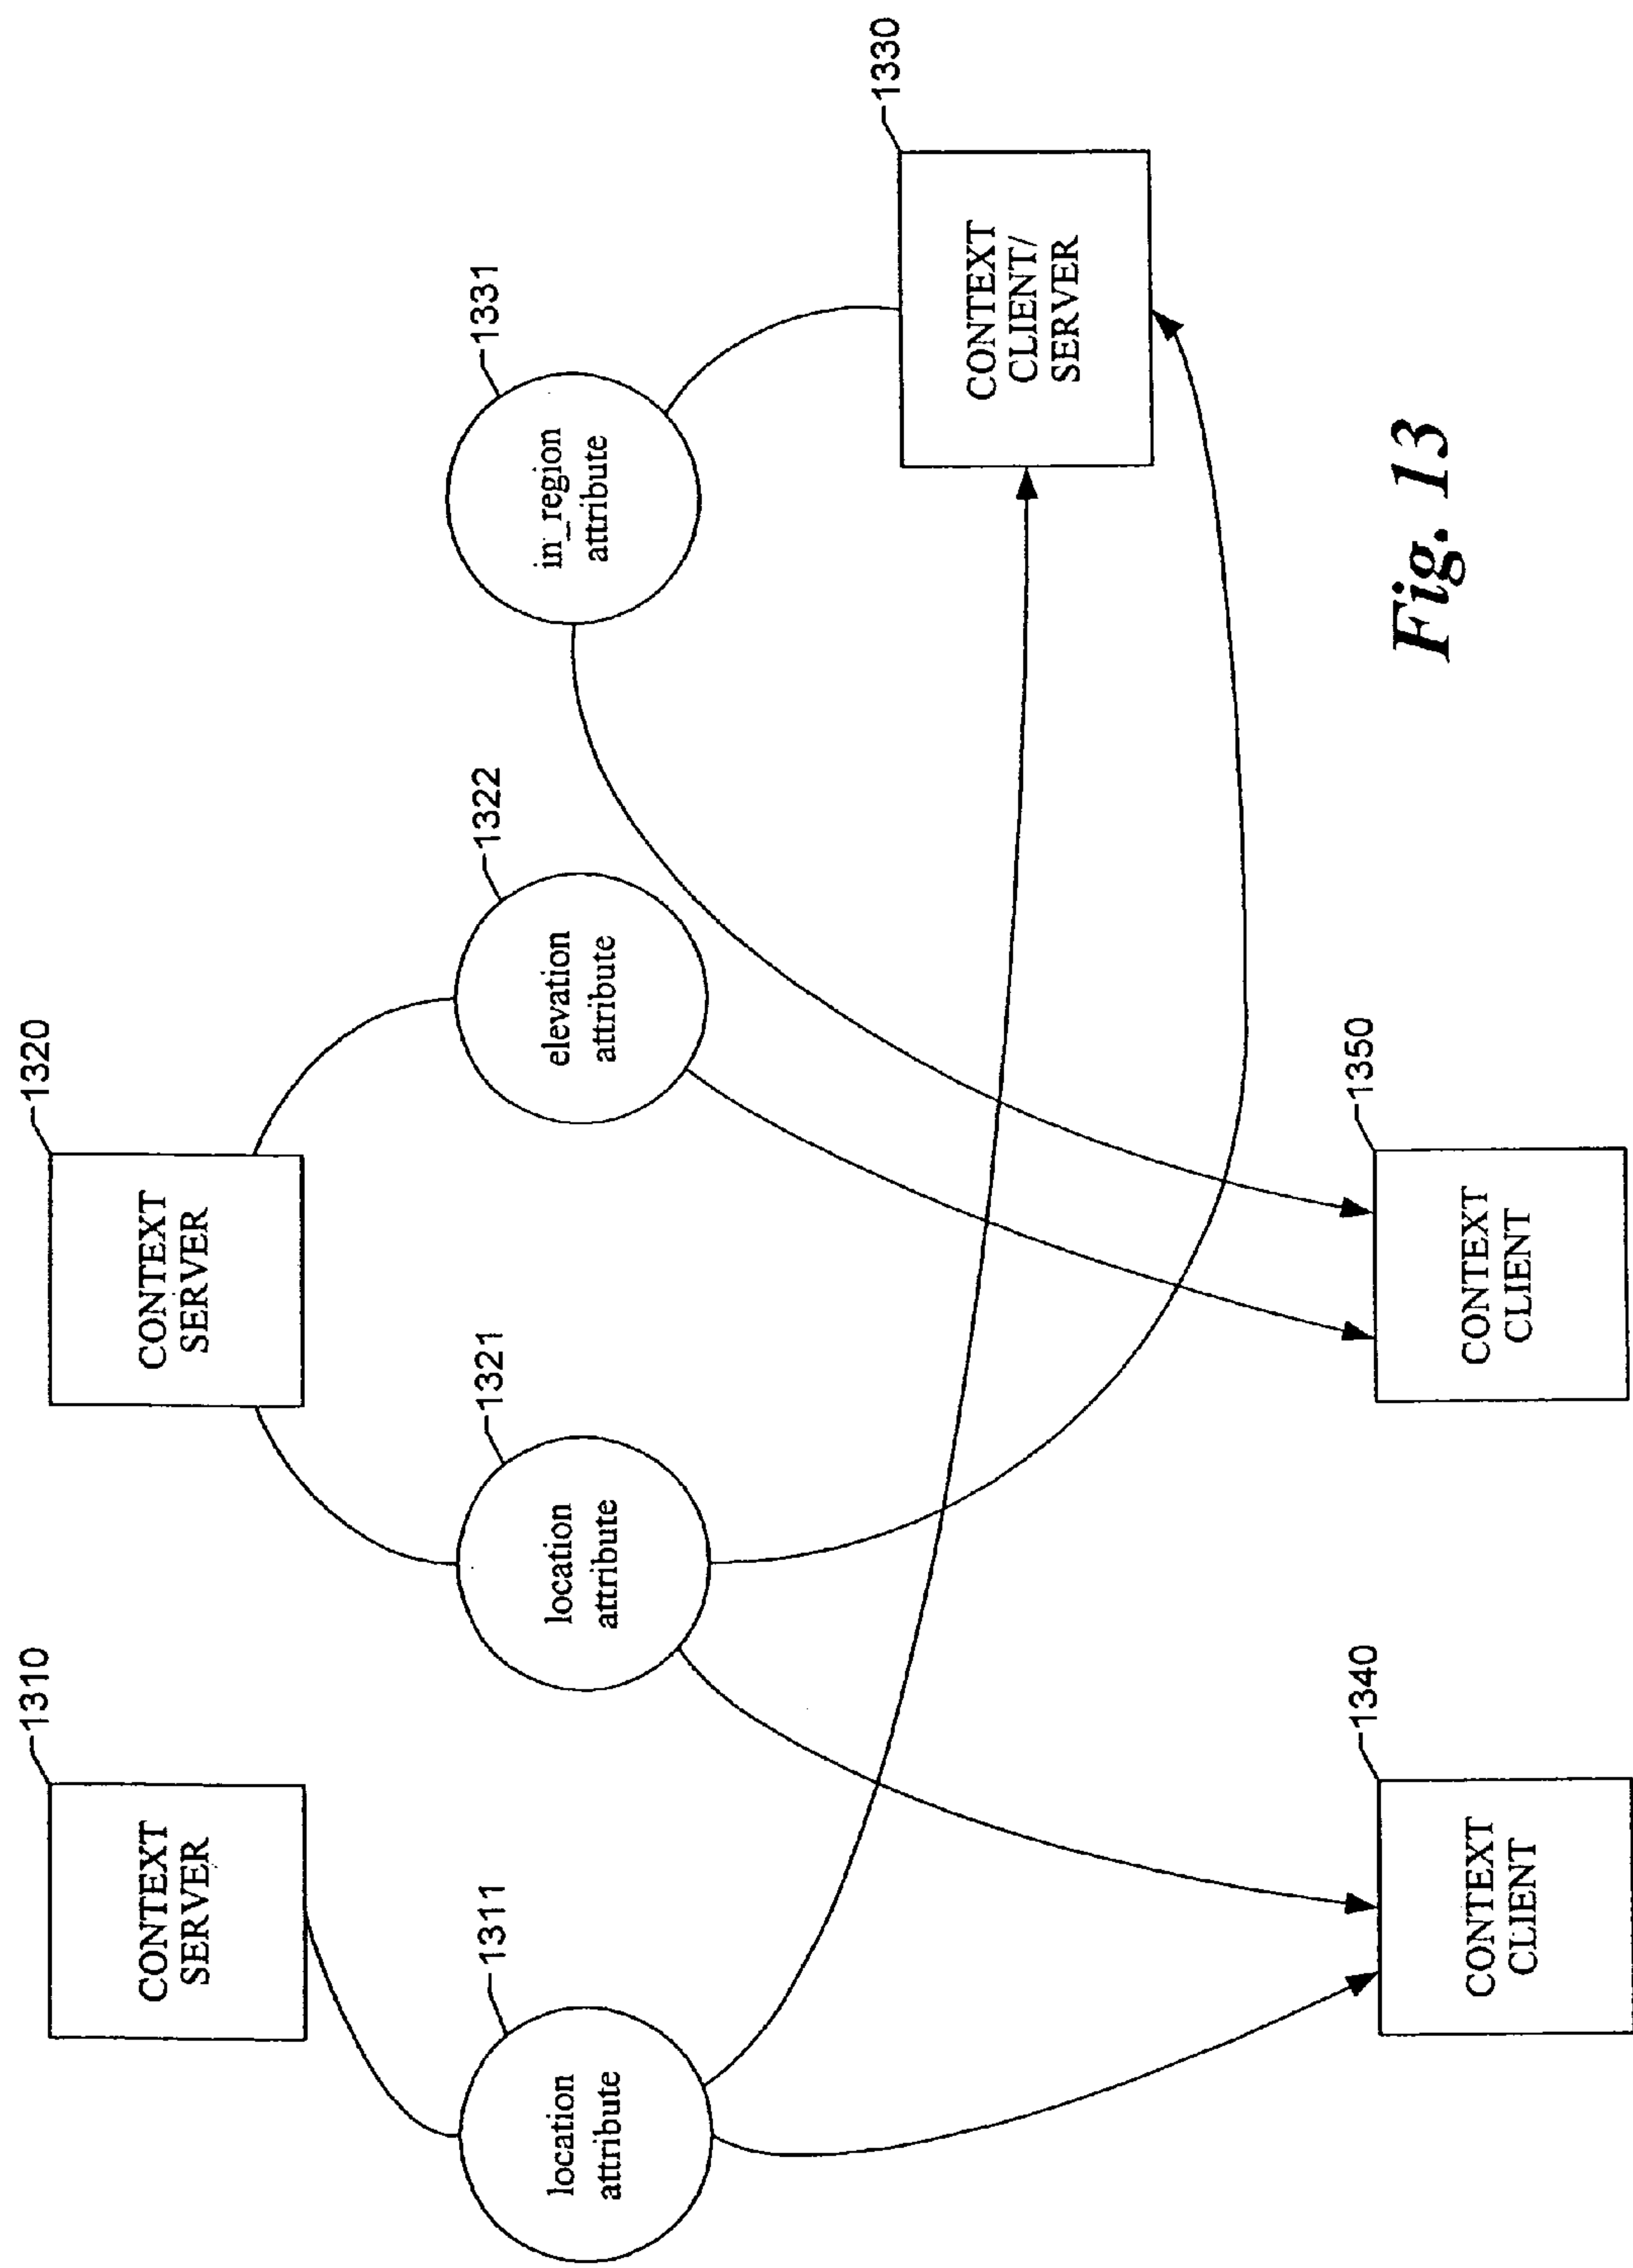 1310
CONTEXT
SERVER
1320
CONTEXT
SERVER
1311
location
attribute
1321
location
attribute
1322
elevation
attribute
1331
in_region
attribute
1330
CONTEXT
CLIENT/
SERVER
1340
CONTEXT
CLIENT
1350
CONTEXT
CLIENT
Fig. 13